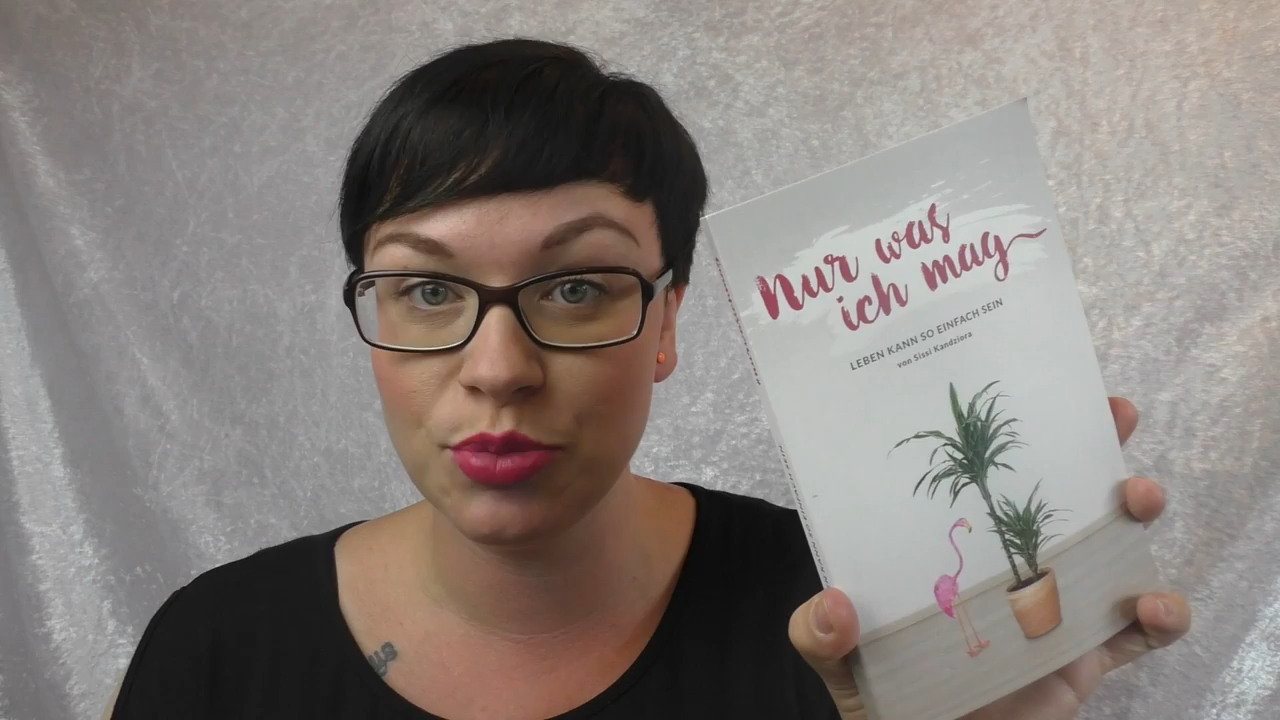 Nur was
ich mag
LEBEN KANN SO EINFACH SEIN
von Sissi Kandziora